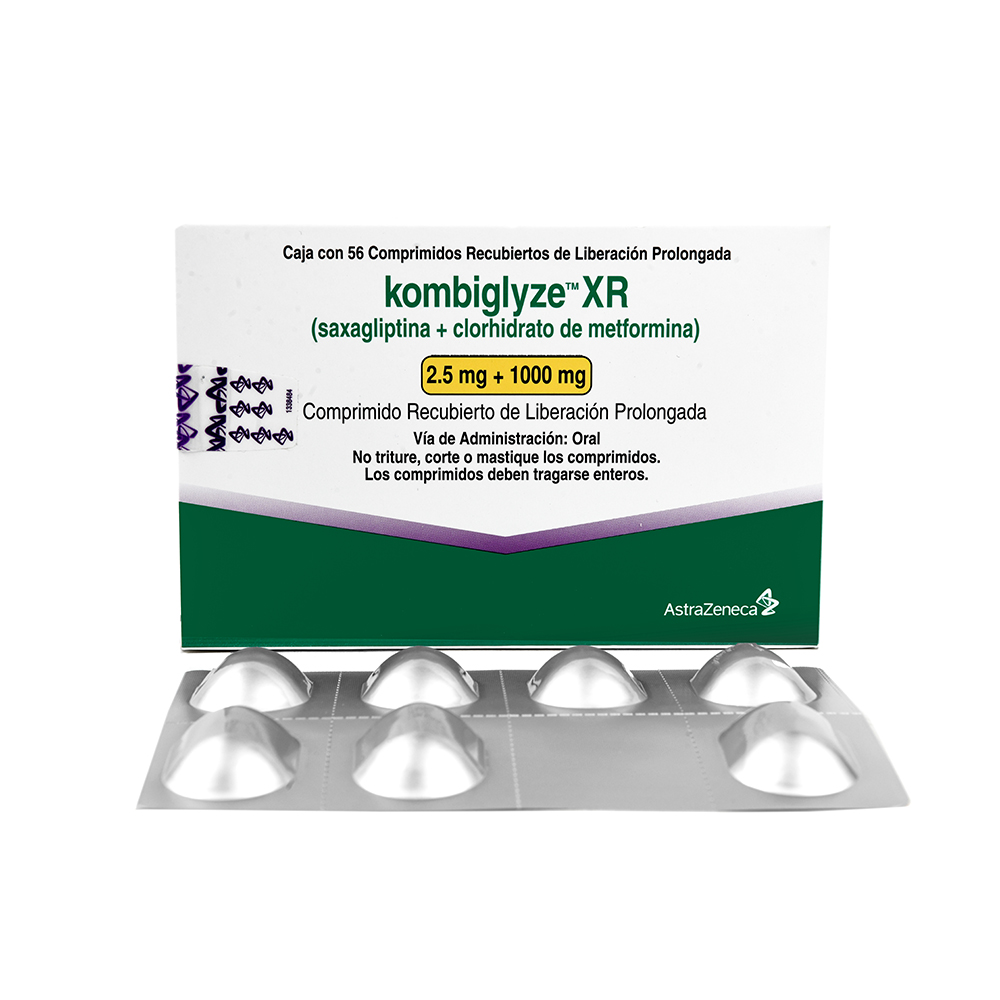 Caja con 56 Comprimidos Recubiertos de Liberación Prolongada
kombiglyze™ XR
(saxagliptina + clorhidrato de metformina)
2.5 mg + 1000 mg
1838484
Comprimido Recubierto de Liberación Prolongada
Vía de Administración: Oral
No triture, corte o mastique los comprimidos.
Los comprimidos deben tragarse enteros.
AstraZeneca